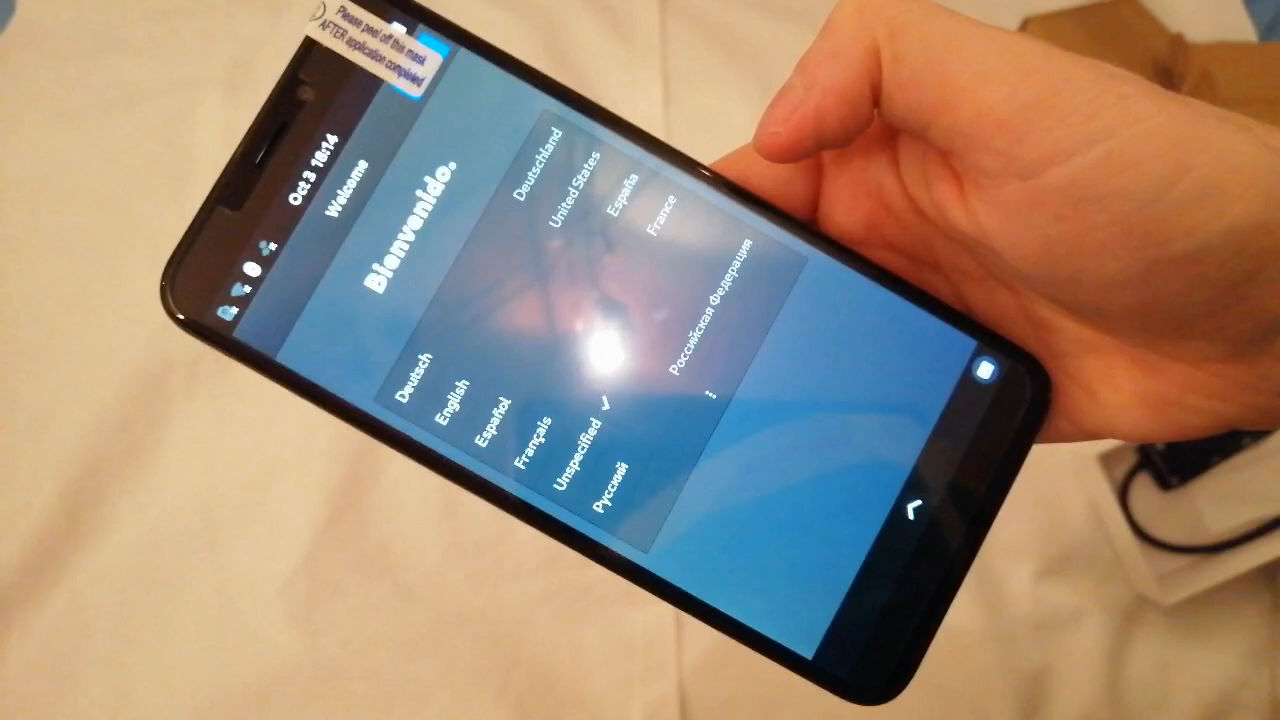 Please peel off this mask
AFTER application completed
Oct 3 18:14
Welcome
Bienvenido.
Deutsch Deutschland
English United States
Español España
Français France
Unspecified
Русский Российская Федерация